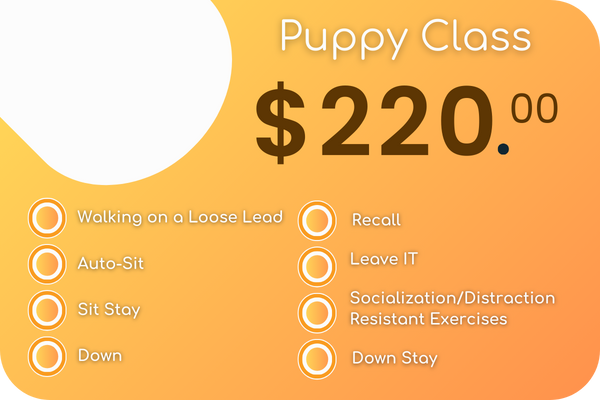 Puppy Class
$220.00
Walking on a Loose Lead
Auto-Sit
Sit Stay
Down
Recall
Leave IT
Socialization/Distraction
Resistant Exercises
Down Stay